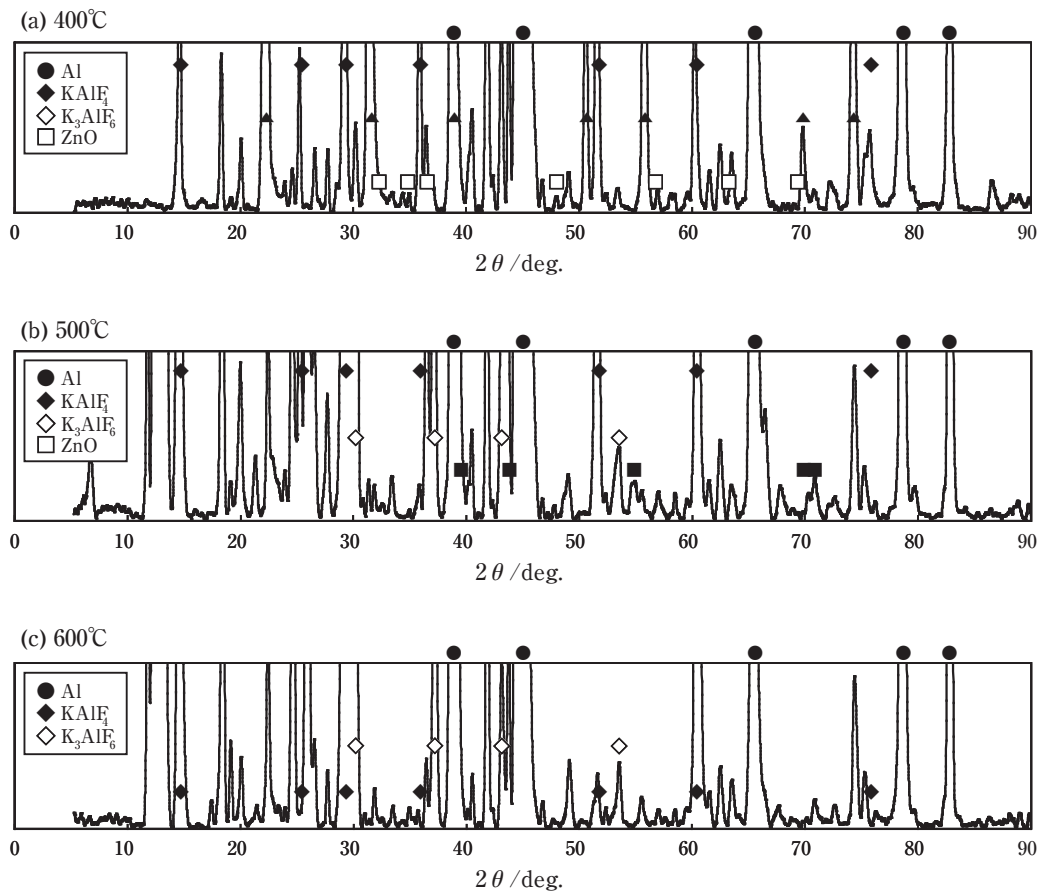 (a) 400℃
● Al
◆ KAlF₄
◇ K₃AlF₆
□ ZnO
0 10 20 30 40 50 60 70 80 90
2θ/deg.
(b) 500℃
● Al
◆ KAlF₄
◇ K₃AlF₆
□ ZnO
0 10 20 30 40 50 60 70 80 90
2θ/deg.
(c) 600℃
● Al
◆ KAlF₄
◇ K₃AlF₆
0 10 20 30 40 50 60 70 80 90
2θ/deg.